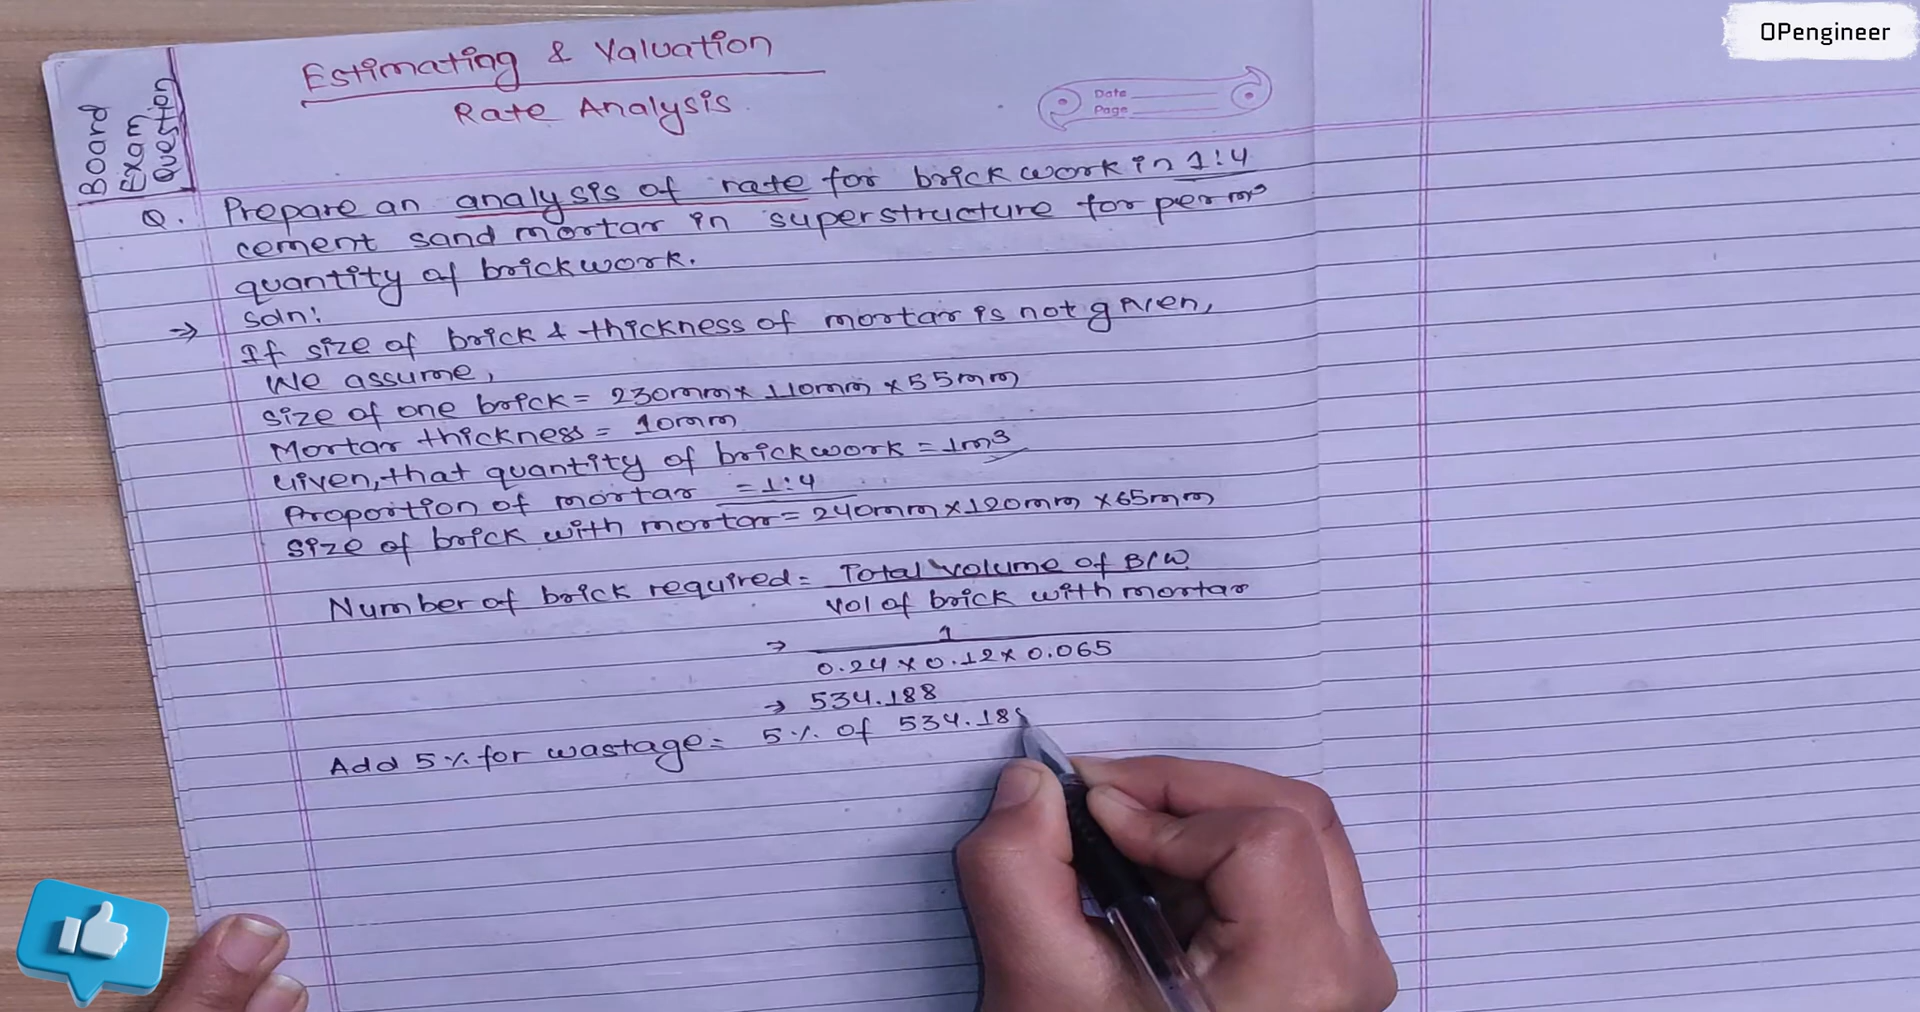 OPengineer
Estimating & Valuation
Rate Analysis
Board
Exam
Question
Date
Page
Q. Prepare an analysis of rate for brick work in 1:4
cement sand mortar in superstructure for per m³
quantity of brickwork.
→ Soln:
If size of brick & thickness of mortar is not given,
We assume,
Size of one brick = 230mm × 110mm × 55mm
Mortar thickness = 10mm
Given, that quantity of brickwork = 1m³
Proportion of mortar = 1:4
Size of brick with mortar = 240mm × 120mm × 65mm
Number of brick required = Total volume of B/W
Vol of brick with mortar
→ 1
0.24 × 0.12 × 0.065
→ 534.188
Add 5% for wastage = 5% of 534.188